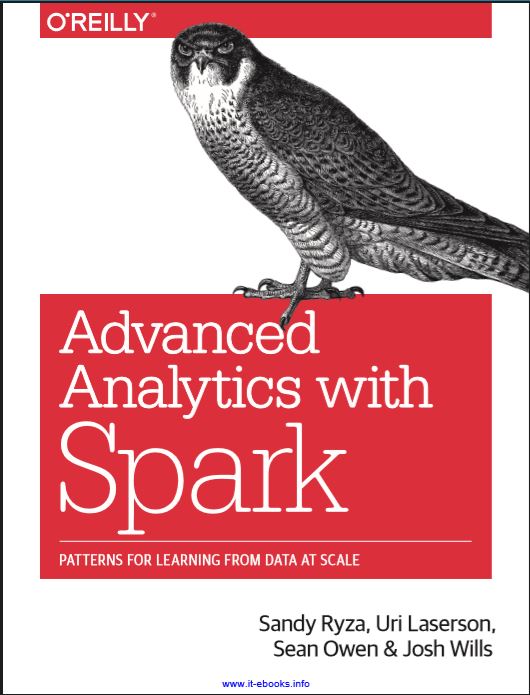 O'REILLY®
Advanced
Analytics with
Spark
PATTERNS FOR LEARNING FROM DATA AT SCALE
Sandy Ryza, Uri Laserson,
Sean Owen & Josh Wills
www.it-ebooks.info